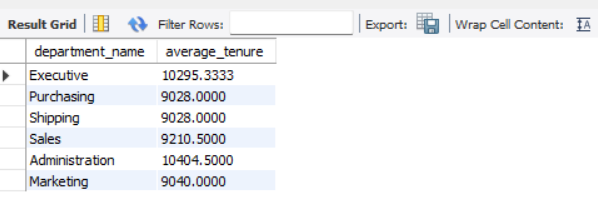 Result Grid Filter Rows: Export: Wrap Cell Content: IA
department_name average_tenure
Executive 10295.3333
Purchasing 9028.0000
Shipping 9028.0000
Sales 9210.5000
Administration 10404.5000
Marketing 9040.0000